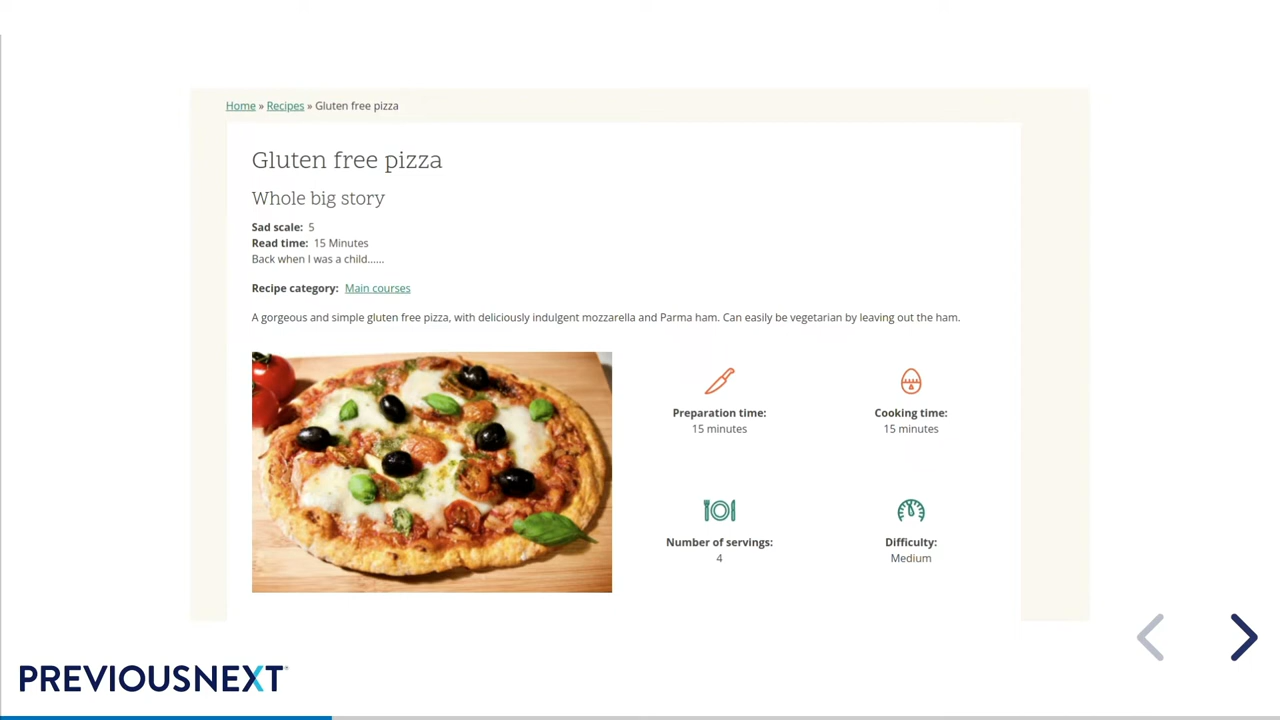 Home » Recipes » Gluten free pizza
Gluten free pizza
Whole big story
Sad scale: 5
Read time: 15 Minutes
Back when I was a child......
Recipe category: Main courses
A gorgeous and simple gluten free pizza, with deliciously indulgent mozzarella and Parma ham. Can easily be vegetarian by leaving out the ham.
Preparation time:
15 minutes
Cooking time:
15 minutes
Number of servings:
4
Difficulty:
Medium
PREVIOUSNEXT